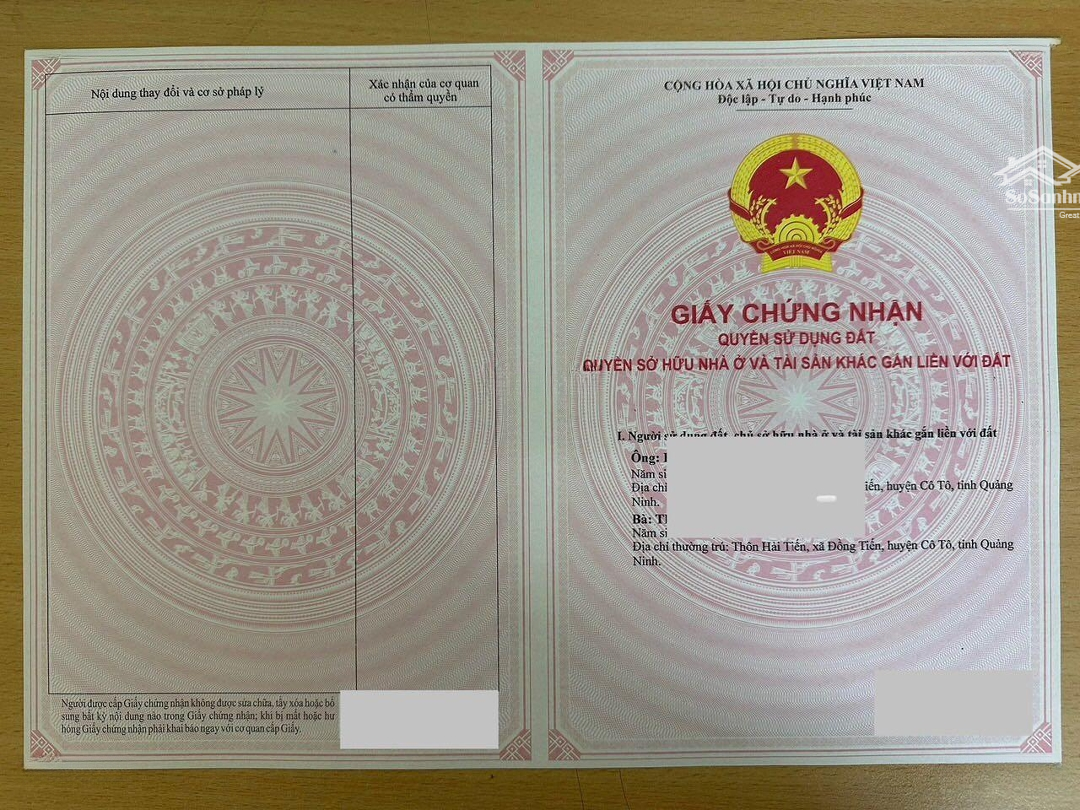 Nội dung thay đổi và cơ sở pháp lý
Xác nhận của cơ quan
có thẩm quyền
Người được cấp Giấy chứng nhận không được sửa chữa, tẩy xóa hoặc bổ
sung bất kỳ nội dung nào trong Giấy chứng nhận; khi bị mất hoặc hư
hỏng Giấy chứng nhận phải khai báo ngay với cơ quan cấp Giấy.
CỘNG HÒA XÃ HỘI CHỦ NGHĨA VIỆT NAM
Độc lập - Tự do - Hạnh phúc
VIỆT NAM
GIẤY CHỨNG NHẬN
QUYỀN SỬ DỤNG ĐẤT
QUYỀN SỞ HỮU NHÀ Ở VÀ TÀI SẢN KHÁC GẮN LIỀN VỚI ĐẤT
I. Người sử dụng đất, chủ sở hữu nhà ở và tài sản khác gắn liền với đất
Ông:
Năm
Địa chỉ huyện Cô Tô, tỉnh Quảng
Ninh.
Bà:
Năm
Địa chỉ thường trú: Thôn Hải Tiến, xã Đồng Tiến, huyện Cô Tô, tỉnh Quảng
Ninh.
Great